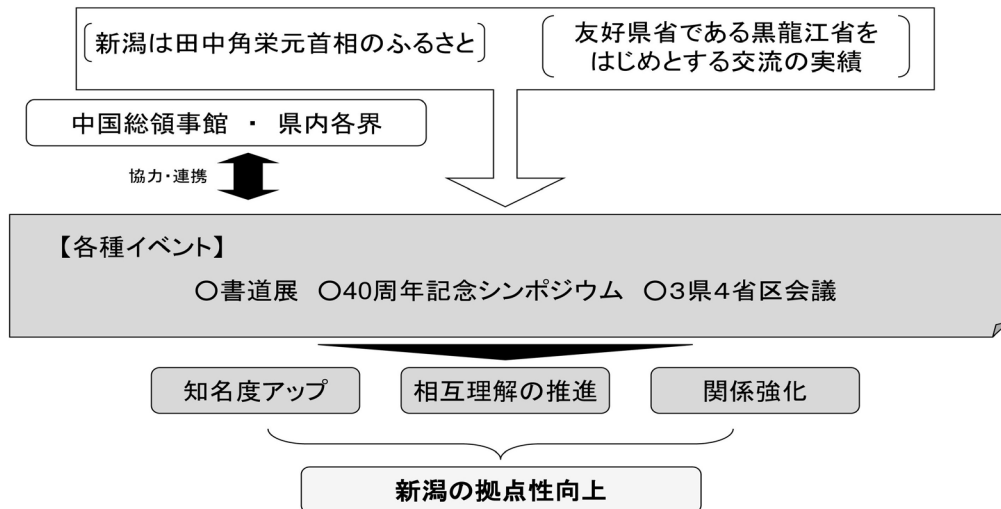 新潟は田中角栄元首相のふるさと
友好県省である黒龍江省を
はじめとする交流の実績
中国総領事館 ・ 県内各界
協力・連携
【各種イベント】
○書道展 ○40周年記念シンポジウム ○3県4省区会議
知名度アップ
相互理解の推進
関係強化
新潟の拠点性向上